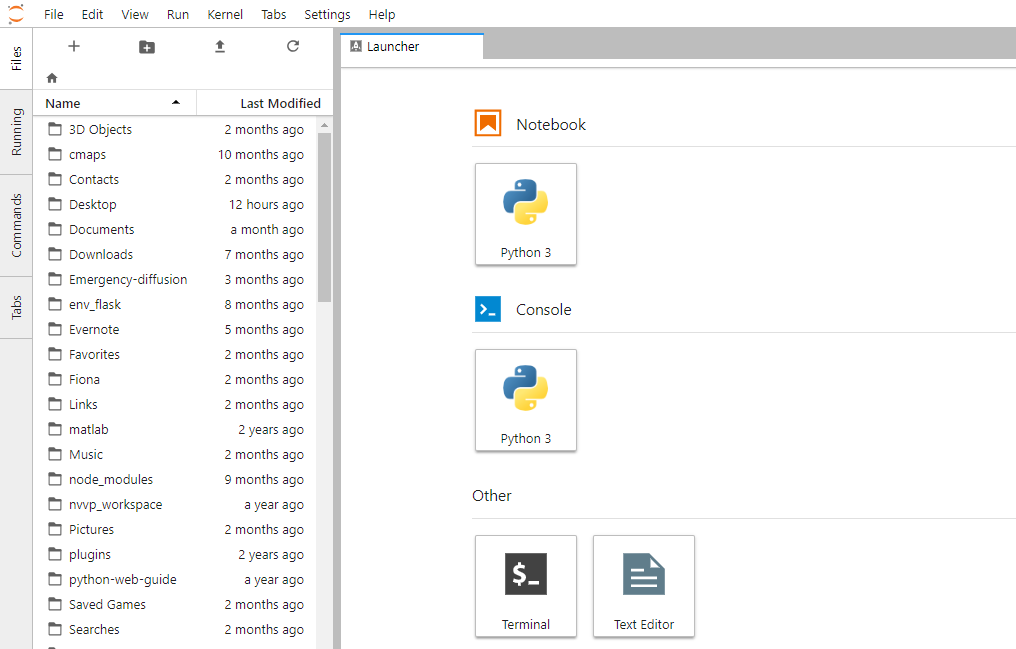 File Edit View Run Kernel Tabs Settings Help
Files
Running
Commands
Tabs
Name Last Modified
3D Objects 2 months ago
cmaps 10 months ago
Contacts 2 months ago
Desktop 12 hours ago
Documents a month ago
Downloads 7 months ago
Emergency-diffusion 3 months ago
env_flask 8 months ago
Evernote 5 months ago
Favorites 2 months ago
Fiona 2 months ago
Links 2 months ago
matlab 2 years ago
Music 2 months ago
node_modules 9 months ago
nvvp_workspace a year ago
Pictures 2 months ago
plugins 2 years ago
python-web-guide a year ago
Saved Games 2 months ago
Searches 2 months ago
Launcher
Notebook
Python 3
Console
Python 3
Other
$_
Terminal
Text Editor